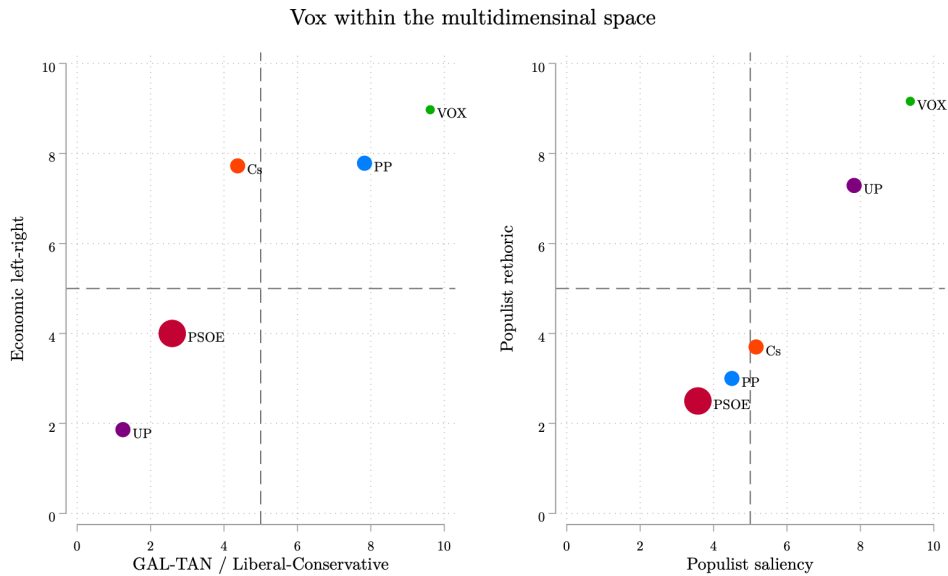 Vox within the multidimensinal space
Economic left-right
10
8
6
4
2
0
VOX
Cs
PP
PSOE
UP
0 2 4 6 8 10
GAL-TAN / Liberal-Conservative
Populist rethoric
10
8
6
4
2
0
VOX
UP
Cs
PP
PSOE
0 2 4 6 8 10
Populist saliency